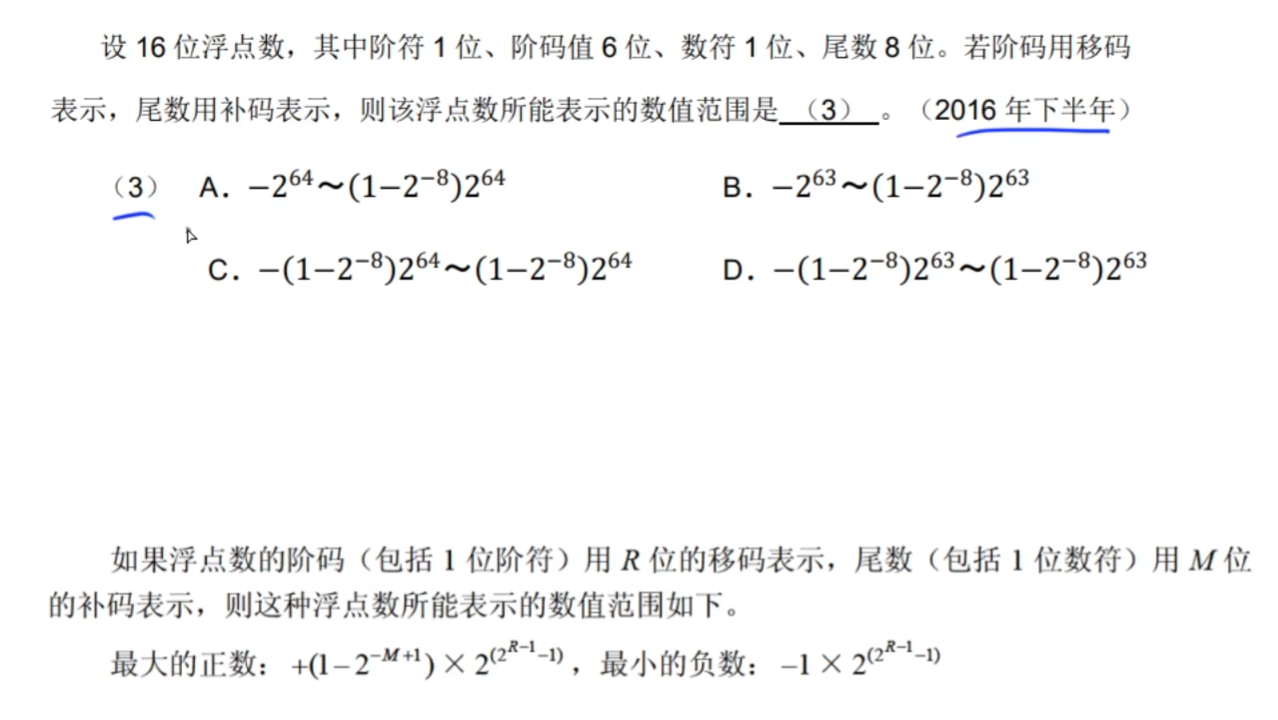 设 16 位浮点数，其中阶符 1 位、阶码值 6 位、数符 1 位、尾数 8 位。若阶码用移码
表示，尾数用补码表示，则该浮点数所能表示的数值范围是（3）。（2016 年下半年）
（3） A. −2^64～(1−2^−8)2^64 B. −2^63～(1−2^−8)2^63
C. −(1−2^−8)2^64～(1−2^−8)2^64 D. −(1−2^−8)2^63～(1−2^−8)2^63
如果浮点数的阶码（包括 1 位阶符）用 R 位的移码表示，尾数（包括 1 位数符）用 M 位
的补码表示，则这种浮点数所能表示的数值范围如下。
最大的正数：+(1−2^(−M+1))×2^(2^(R−1)−1)，最小的负数：−1×2^(2^(R−1)−1)